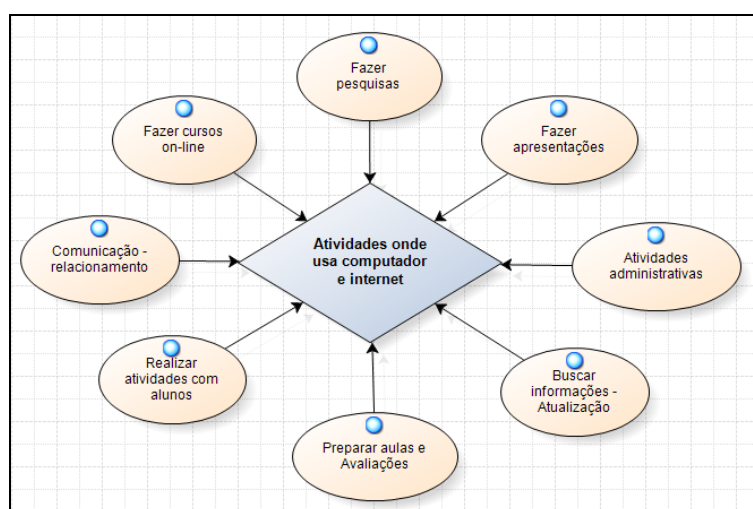 Fazer
pesquisas
Fazer cursos
on-line
Fazer
apresentações
Comunicação -
relacionamento
Atividades onde
usa computador
e internet
Atividades
administrativas
Realizar
atividades com
alunos
Buscar
informações -
Atualização
Preparar aulas e
Avaliações